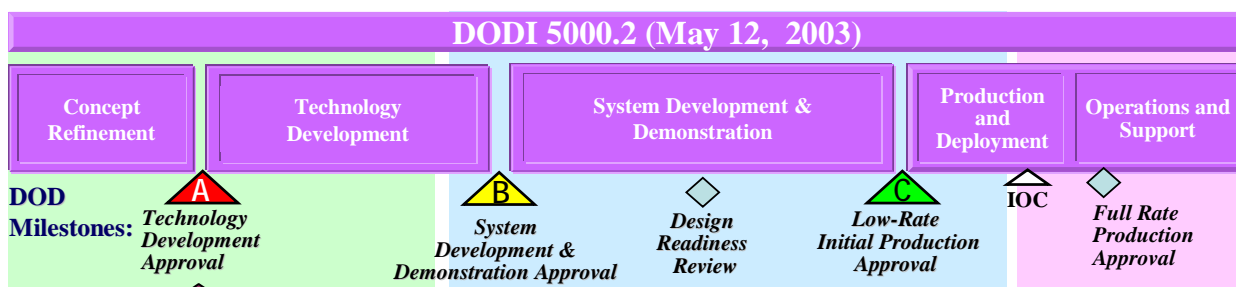 DODI 5000.2 (May 12, 2003)
Concept
Refinement
Technology
Development
System Development &
Demonstration
Production
and
Deployment
Operations and
Support
DOD
Milestones:
A
Technology
Development
Approval
B
System
Development &
Demonstration Approval
Design
Readiness
Review
C
Low-Rate
Initial Production
Approval
IOC
Full Rate
Production
Approval